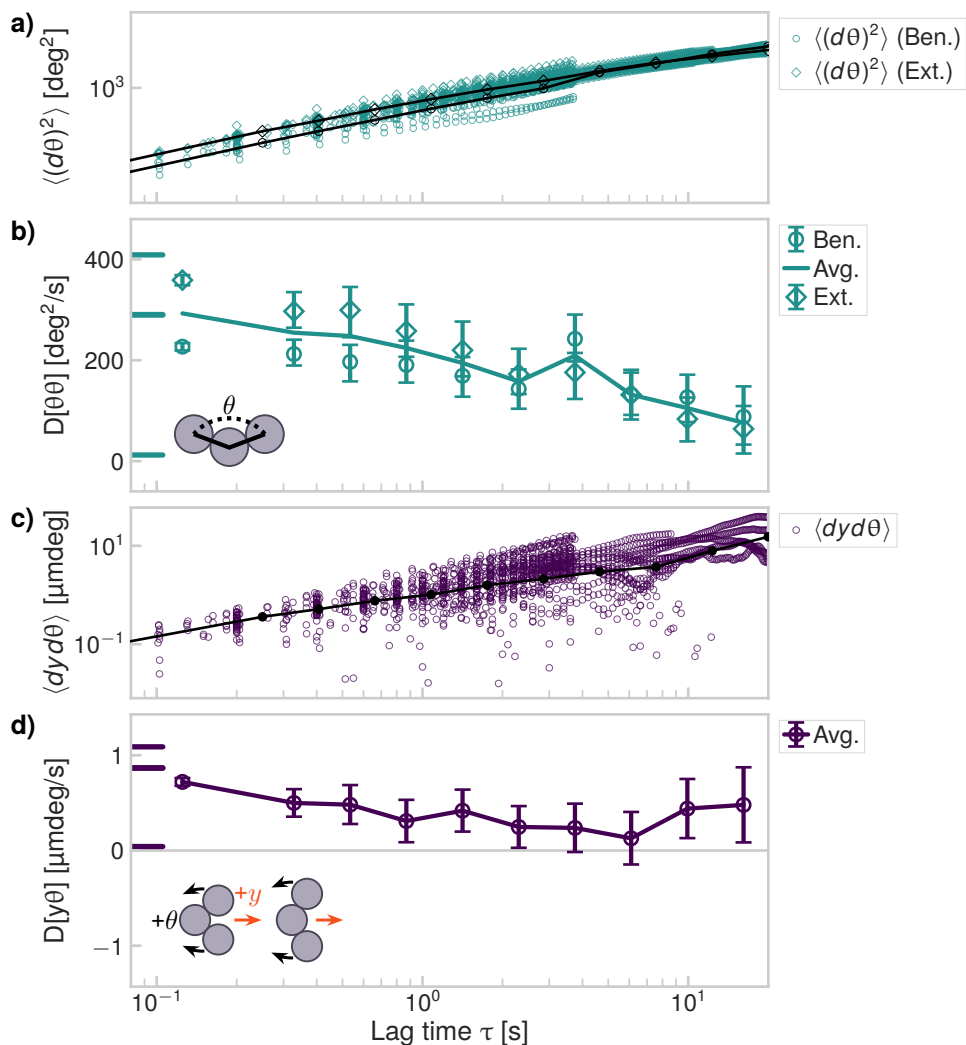 a)
⟨(dθ)²⟩ [deg²]
10³
⟨(dθ)²⟩ (Ben.)
⟨(dθ)²⟩ (Ext.)
b)
D[θθ] [deg²/s]
400
200
0
θ
Ben.
Avg.
Ext.
c)
⟨dydθ⟩ [µmdeg]
10¹
10⁻¹
⟨dydθ⟩
d)
D[yθ] [µmdeg/s]
1
0
−1
+θ
+y
Avg.
10⁻¹
10⁰
10¹
Lag time τ [s]